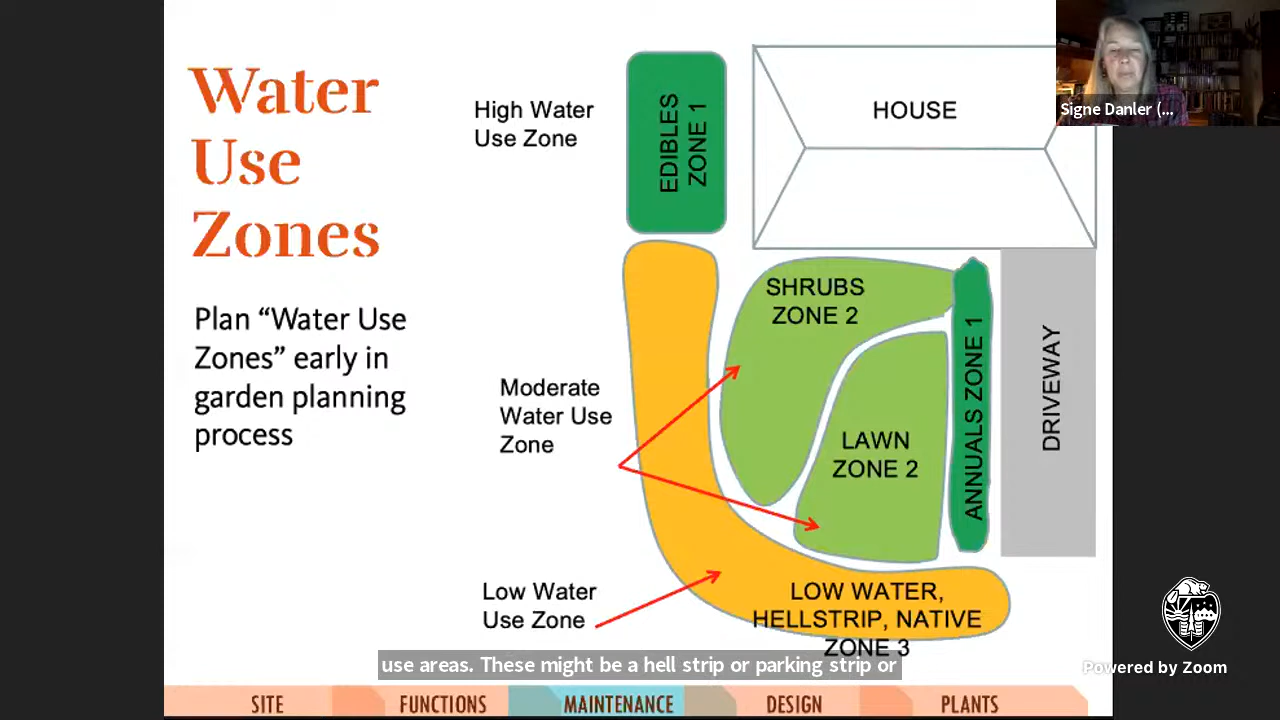 Water
Use
Zones
Plan “Water Use
Zones” early in
garden planning
process
High Water
Use Zone
EDIBLES
ZONE 1
HOUSE
Signe Danler (...
SHRUBS
ZONE 2
Moderate
Water Use
Zone
LAWN
ZONE 2
ANNUALS ZONE 1
DRIVEWAY
Low Water
Use Zone
LOW WATER,
HELLSTRIP, NATIVE
ZONE 3
use areas. These might be a hell strip or parking strip or
Powered by Zoom
SITE
FUNCTIONS
MAINTENANCE
DESIGN
PLANTS